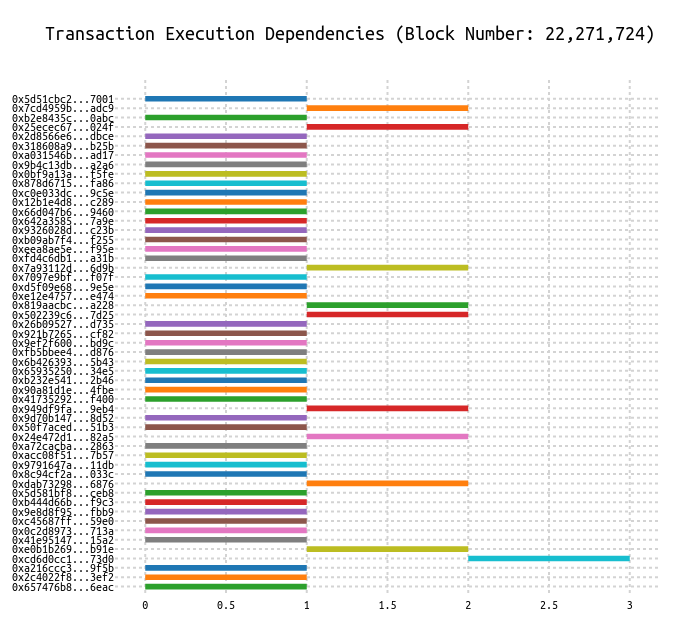 Transaction Execution Dependencies (Block Number: 22,271,724)
0x5d51cbc2...7001
0x7cd4959b...adc9
0xb2e8435c...0abc
0x25ecec67...024f
0x2d8566e6...dbce
0x318608a9...b25b
0xa031546b...ad17
0x9b4c13db...a2a6
0x0bf9a13a...f5fe
0x878d6715...fa86
0xc0e033dc...9c5e
0x12b1e4d8...c289
0x66d047b6...9460
0x642a3585...7a9e
0x9326028d...c23b
0xb09ab7f4...f255
0xeea8ae5e...f95e
0xfd4c6db1...a31b
0x7a93112d...6d9b
0x7097e9bf...f07f
0xd5f09e68...9e5e
0xe12e4757...e474
0x819aacbc...a228
0x502239c6...7d25
0x26b09527...d735
0x921b7265...cf82
0x9ef2f600...bd9c
0xfb5bbee4...d876
0x6b426393...5b43
0x65935250...34e5
0xb232e541...2b46
0x90a81d1e...4fbe
0x41735292...f400
0x949df9fa...9eb4
0x9d70b147...8d52
0x50f7aced...51b3
0x24e472d1...82a5
0xa72cacba...2863
0xacc08f51...7b57
0x9791647a...11db
0x8c94cf2a...033c
0xdab73298...6876
0x5d581bf8...ceb8
0xb444d66b...f9c3
0x9e8d8f95...fbb9
0xc45687ff...59e0
0x0c2d8973...713a
0x41e95147...15a2
0xe0b1b269...b91e
0xcd6d0cc1...73d0
0xa216ccc3...9f5b
0x2c4022f8...3ef2
0x657476b8...6eac
0 0.5 1 1.5 2 2.5 3